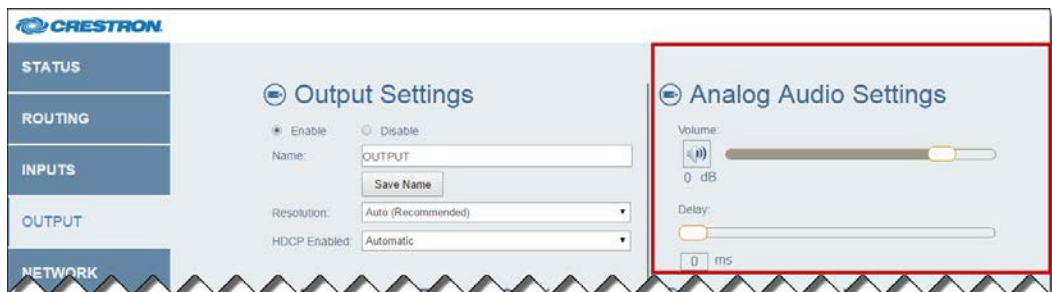 CRESTRON.
STATUS
ROUTING
INPUTS
OUTPUT
NETWORK
Output Settings
Enable Disable
Name: OUTPUT
Save Name
Resolution: Auto (Recommended)
HDCP Enabled: Automatic
Analog Audio Settings
Volume:
0 dB
Delay:
0 ms